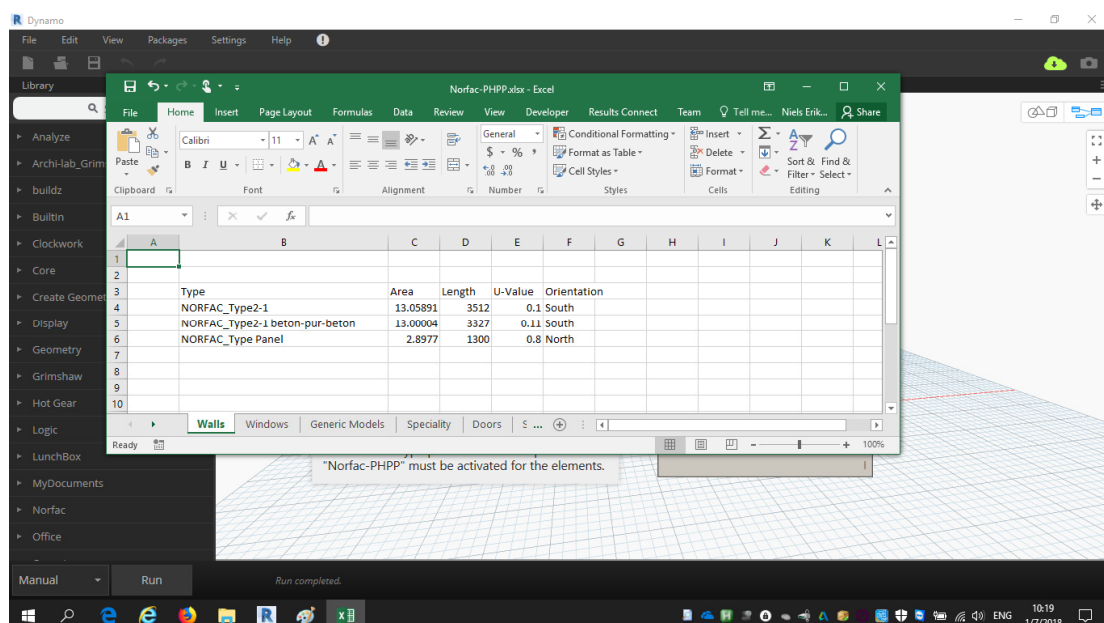 Dynamo
File Edit View Packages Settings Help
Library
Analyze
Archi-lab_Grim
buildz
BuiltIn
Clockwork
Core
Create Geomet
Display
Geometry
Grimshaw
Hot Gear
Logic
LunchBox
MyDocuments
Norfac
Office
Manual Run Run completed.
Norfac-PHPP.xlsx - Excel
File Home Insert Page Layout Formulas Data Review View Developer Results Connect Team Tell me... Niels Erik... Share
Paste
Calibri 11
B I U
General
$ % ,
Conditional Formatting
Format as Table
Cell Styles
Insert
Delete
Format
Sort & Filter
Find & Select
Clipboard Font Alignment Number Styles Cells Editing
A1 fx
A B C D E F G H I J K L
1
2
3 Type Area Length U-Value Orientation
4 NORFAC_Type2-1 13.05891 3512 0.1 South
5 NORFAC_Type2-1 beton-pur-beton 13.00004 3327 0.11 South
6 NORFAC_Type Panel 2.8977 1300 0.8 North
7
8
9
10
Walls Windows Generic Models Speciality Doors S ...
Ready 100%
"Norfac-PHPP" must be activated for the elements.
ENG 10:19
1/7/2018